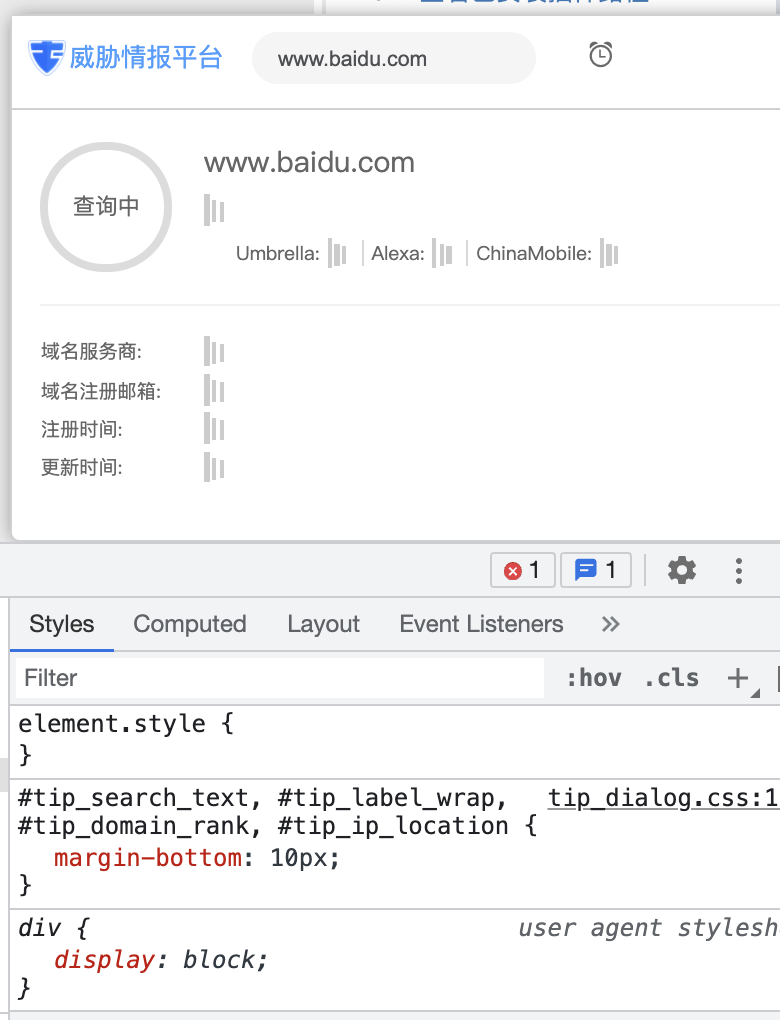 威胁情报平台
www.baidu.com
查询中
www.baidu.com
Umbrella:
Alexa:
ChinaMobile:
域名服务商:
域名注册邮箱:
注册时间:
更新时间:
1
1
Styles
Computed
Layout
Event Listeners
Filter
:hov
.cls
element.style {
}
#tip_search_text, #tip_label_wrap,
tip_dialog.css:1
#tip_domain_rank, #tip_ip_location {
margin-bottom: 10px;
}
div {
user agent stylesh
display: block;
}